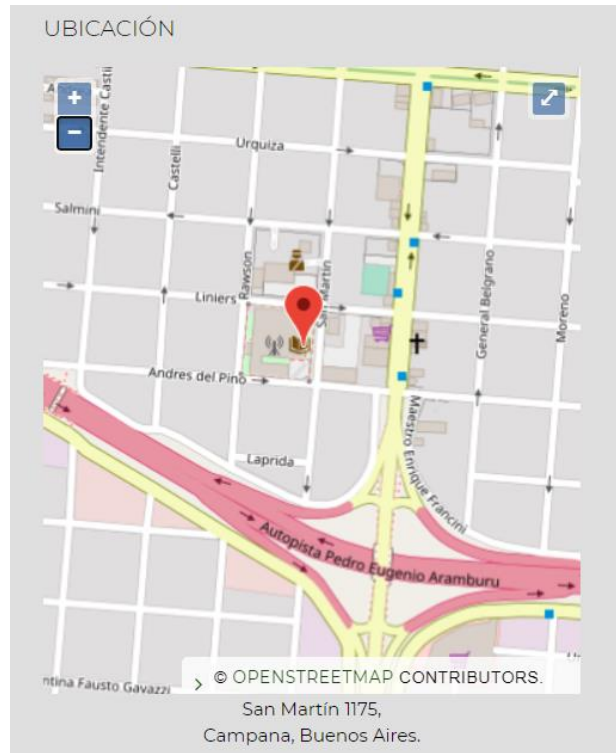 UBICACIÓN
+
−
Intendente Castil
Castelli
Urquiza
Salmini
Rawson
San Martín
Liniers
General Belgrano
Moreno
Andres del Pino
Maestro Enrique Francini
Laprida
Autopista Pedro Eugenio Aramburu
ntina Fausto Gavazzi
› © OPENSTREETMAP CONTRIBUTORS.
San Martín 1175,
Campana, Buenos Aires.